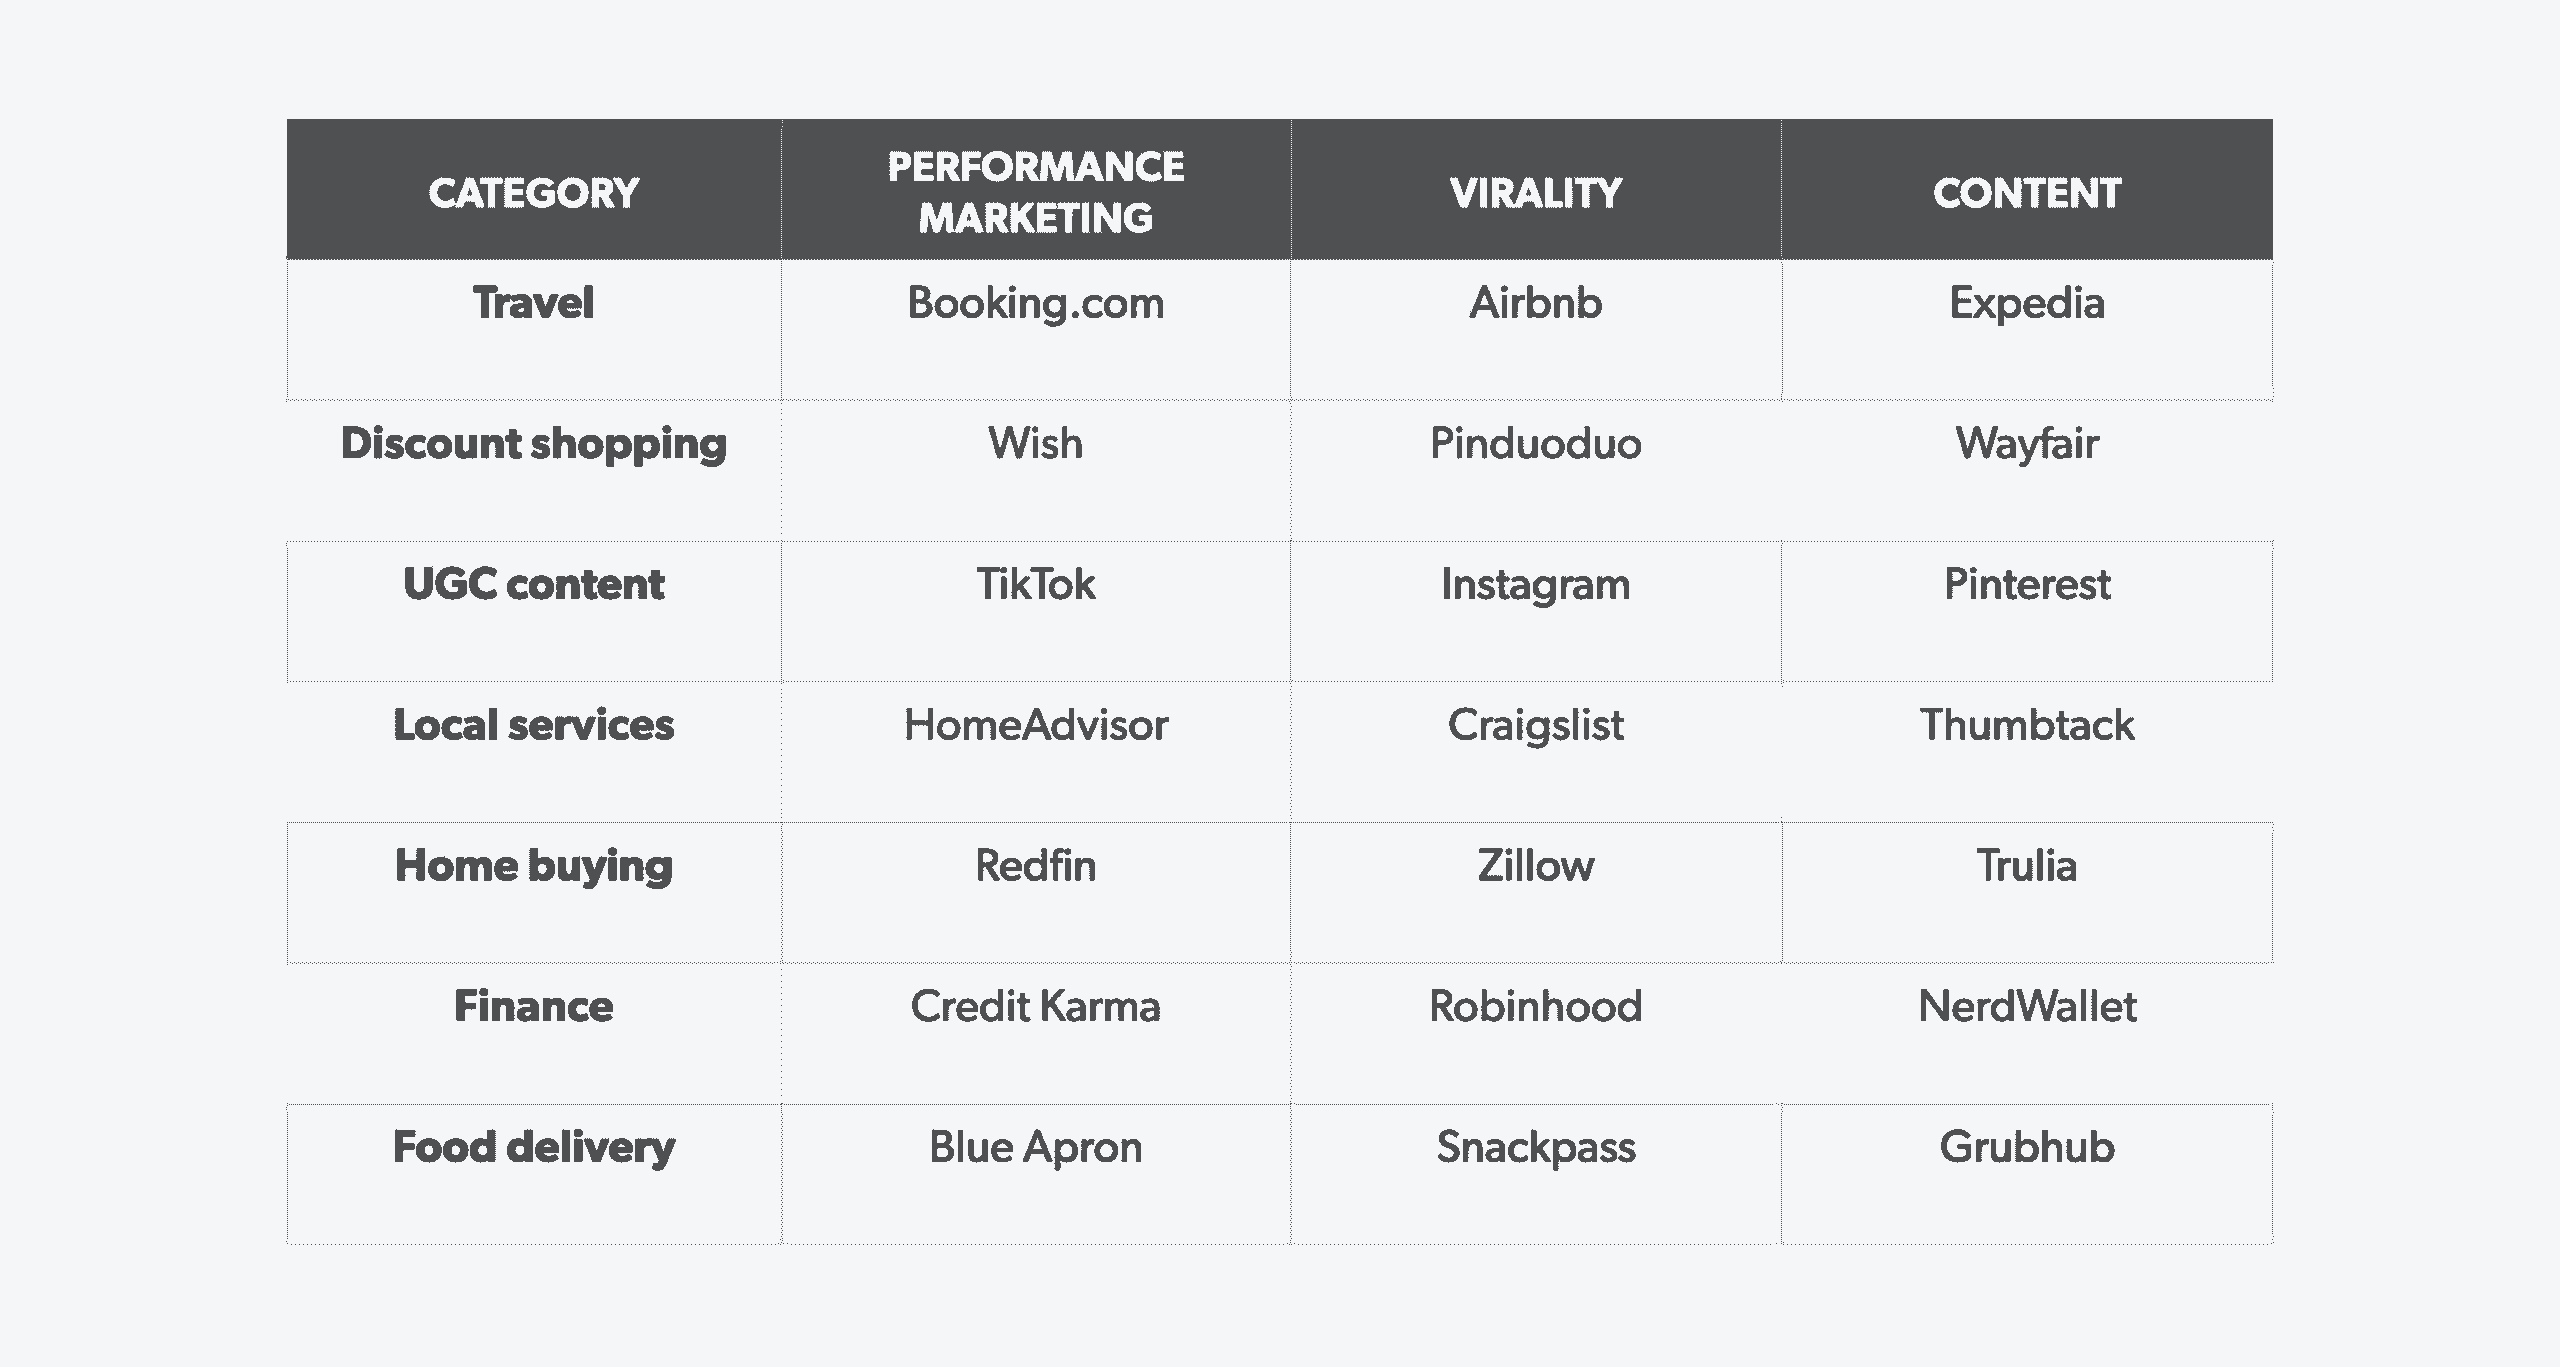 CATEGORY
PERFORMANCE
MARKETING
VIRALITY
CONTENT
Travel
Booking.com
Airbnb
Expedia
Discount shopping
Wish
Pinduoduo
Wayfair
UGC content
TikTok
Instagram
Pinterest
Local services
HomeAdvisor
Craigslist
Thumbtack
Home buying
Redfin
Zillow
Trulia
Finance
Credit Karma
Robinhood
NerdWallet
Food delivery
Blue Apron
Snackpass
Grubhub